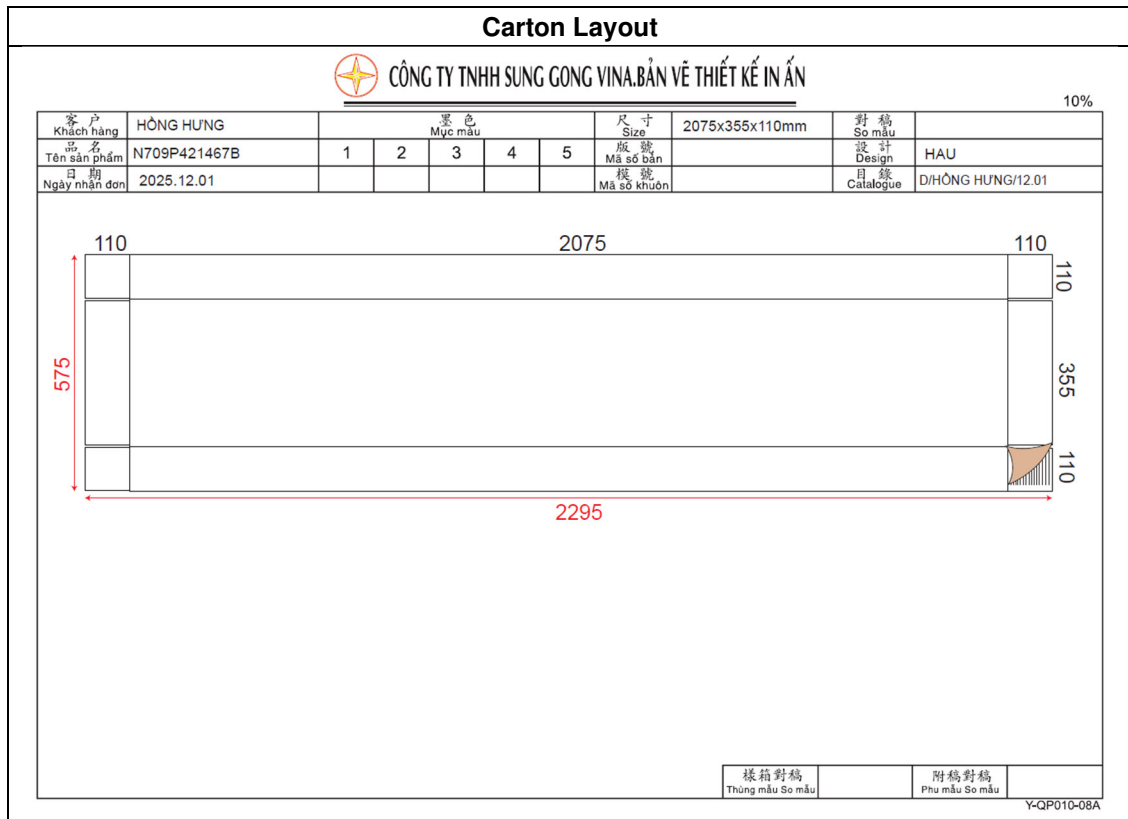 Carton Layout
CÔNG TY TNHH SUNG GONG VINA.BẢN VẼ THIẾT KẾ IN ẤN
10%
客 户 HỒNG HƯNG 墨 色 尺 寸 2075x355x110mm 對 稿
Khách hàng Mục màu Size So mẫu
品 名 N709P421467B 1 2 3 4 5 版 號 設 計 HAU
Tên sản phẩm Mã số bản Design
日 期 2025.12.01 模 號 目 錄 D/HỒNG HƯNG/12.01
Ngày nhận đơn Mã số khuôn Catalogue
110 2075 110
110
575
355
110
2295
樣箱對稿 附稿對稿
Thùng mẫu So mẫu Phu mẫu So mẫu
Y-QP010-08A